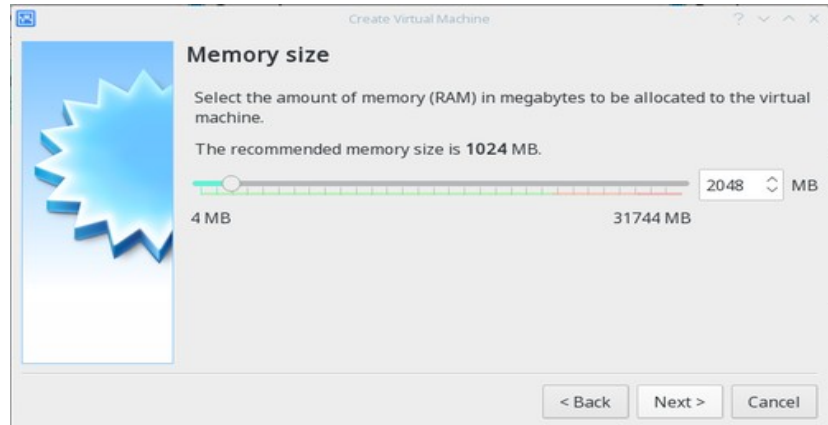 Create Virtual Machine
Memory size
Select the amount of memory (RAM) in megabytes to be allocated to the virtual
machine.
The recommended memory size is 1024 MB.
2048 MB
4 MB 31744 MB
< Back Next > Cancel